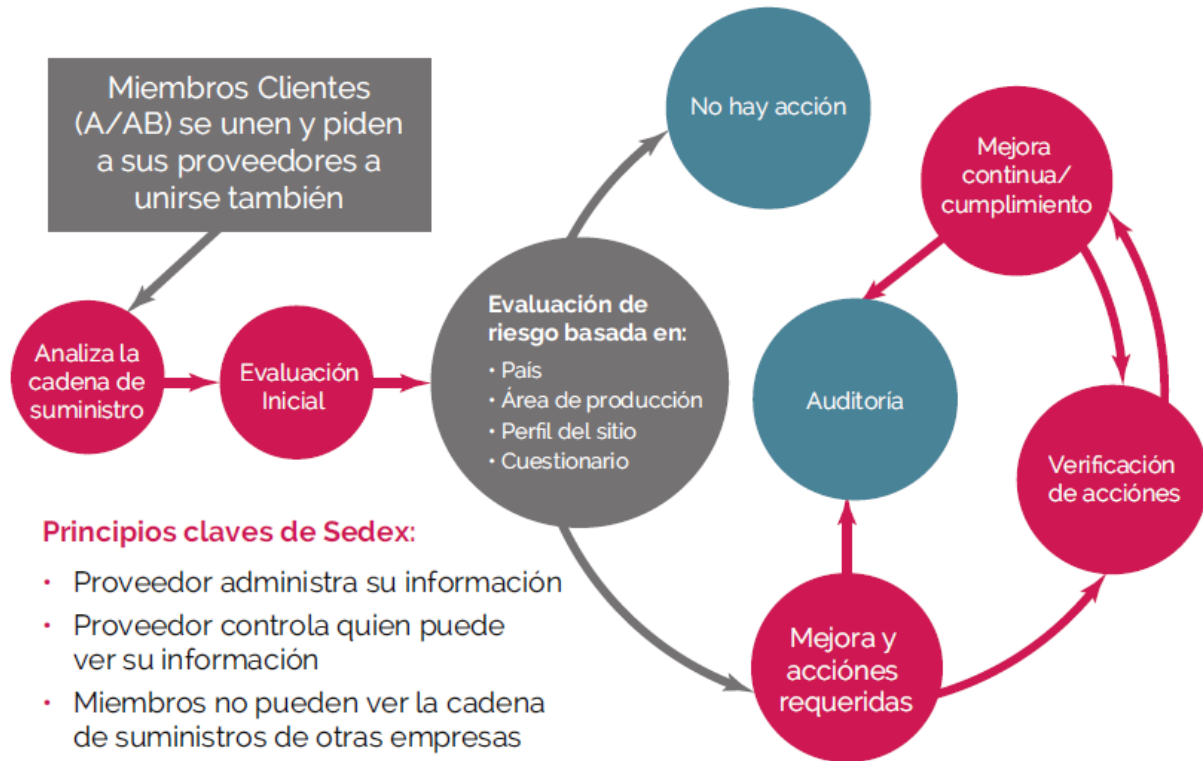 Miembros Clientes
(A/AB) se unen y piden
a sus proveedores a
unirse también
Analiza la
cadena de
suministro
Evaluación
Inicial
Evaluación de
riesgo basada en:
• País
• Área de producción
• Perfil del sitio
• Cuestionario
No hay acción
Mejora
continua/
cumplimiento
Auditoría
Verificación
de acciónes
Mejora y
acciónes
requeridas
Principios claves de Sedex:
• Proveedor administra su información
• Proveedor controla quien puede
ver su información
• Miembros no pueden ver la cadena
de suministros de otras empresas